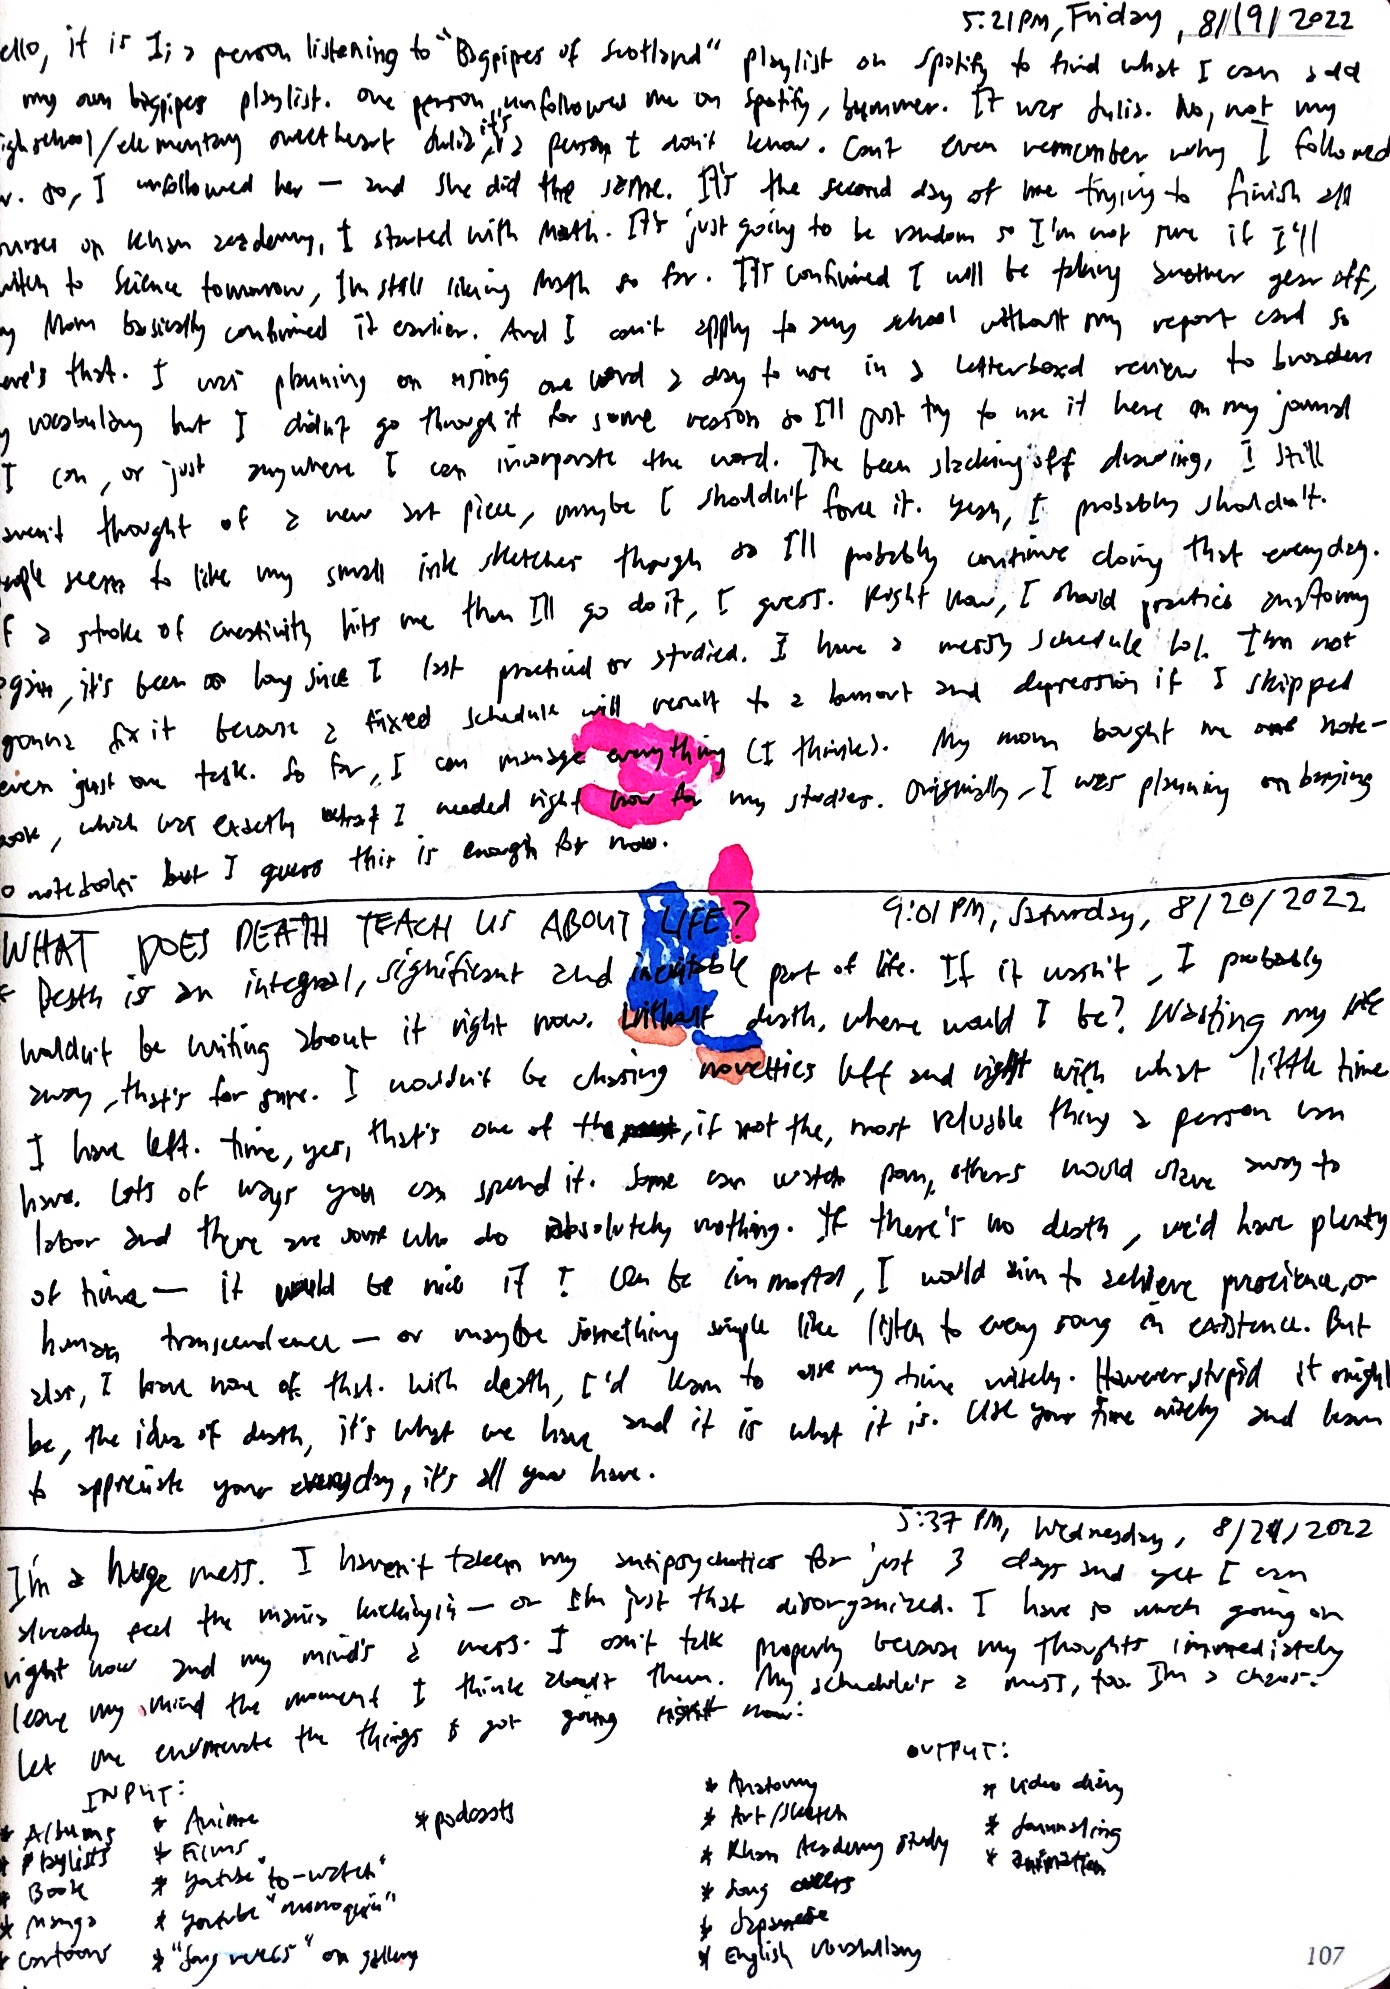 5:21PM, Friday, 8/19/2022
ello, it is I; a person listening to "Bagpipes of Scotland" playlist on spotify to find what I can add
my own bagpipes playlist. One person unfollowed me on Spotify, bummer. It was Julia. No, not my
ighschool/elementary sweetheart Julia, it's a person I don't know. Can't even remember why I followed
r. So, I unfollowed her — and she did the same. It's the second day of me trying to finish all
ourses on Khan academy, I started with Math. It's just going to be random so I'm not sure if I'll
witch to Science tomorrow, I'm still liking Math so far. It's confirmed I will be taking another year off,
y Mom basically confirmed it earlier. And I can't apply to any school without my report card so
ere's that. I was planning on using one word a day to use in a Letterboxd review to broaden
y vocabulary but I didn't go through it for some reason so I'll just try to use it here on my journal
I can, or just anywhere I can incorporate the word. I've been slacking off drawing, I still
aven't thought of a new art piece, maybe I shouldn't force it. Yeah, I probably shouldn't.
eople seem to like my small ink sketches though so I'll probably continue doing that everyday.
f a stroke of creativity hits me then I'll go do it, I guess. Right now, I should practice anatomy
again, it's been so long since I last practiced or studied. I have a messy schedule lol. I'm not
gonna fix it because a fixed schedule will result to a burnout and depression if I skipped
even just one task. So far, I can manage everything (I think). My mom bought me one note-
book, which was exactly what I needed right now for my studies. Originally, I was planning on buying
o notebooks but I guess this is enough for now.
9:01 PM, Saturday, 8/20/2022
WHAT DOES DEATH TEACH US ABOUT LIFE?
Death is an integral, significant and inevitable part of life. If it wasn't, I probably
wouldn't be writing about it right now. Without death, where would I be? Wasting my life
away, that's for sure. I wouldn't be chasing novelties left and right with what little time
I have left. Time, yes, that's one of the, if not the, most valuable thing a person can
have. Lots of ways you can spend it. Some can watch, others would slave away to
labor and there are some who do absolutely nothing. If there's no death, we'd have plenty
of time — it would be nice if I can be immortal, I would aim to achieve prescience, or
human transcendence — or maybe something simple like listen to every song in existence. But
alas, I have none of that. With death, I'd learn to use my time wisely. However stupid it might
be, the idea of death, it's what we have and it is what it is. Use your time wisely and learn
to appreciate your everyday, it's all you have.
5:37 PM, Wednesday, 8/24/2022
I'm a huge mess. I haven't taken my antipsychotics for just 3 days and yet I can
already feel the mania kicking in — or I'm just that disorganized. I have so much going on
right now and my mind's a mess. I can't talk properly because my thoughts immediately
leave my mind the moment I think about them. My schedule's a mess, too. I'm a chaos.
Let me enumerate the things I got going right now:
INPUT:
* Albums
* Playlists
* Book
* Manga
* Cartoons
* Anime
* Films
* Youtube "to-watch"
* Youtube
* "Song" on gallery
* podcasts
OUTPUT:
* Anatomy
* Art/Sketch
* Khan Academy study
* Song covers
* Japanese
* English Vocabulary
* Video diary
* Journaling
* animation
107